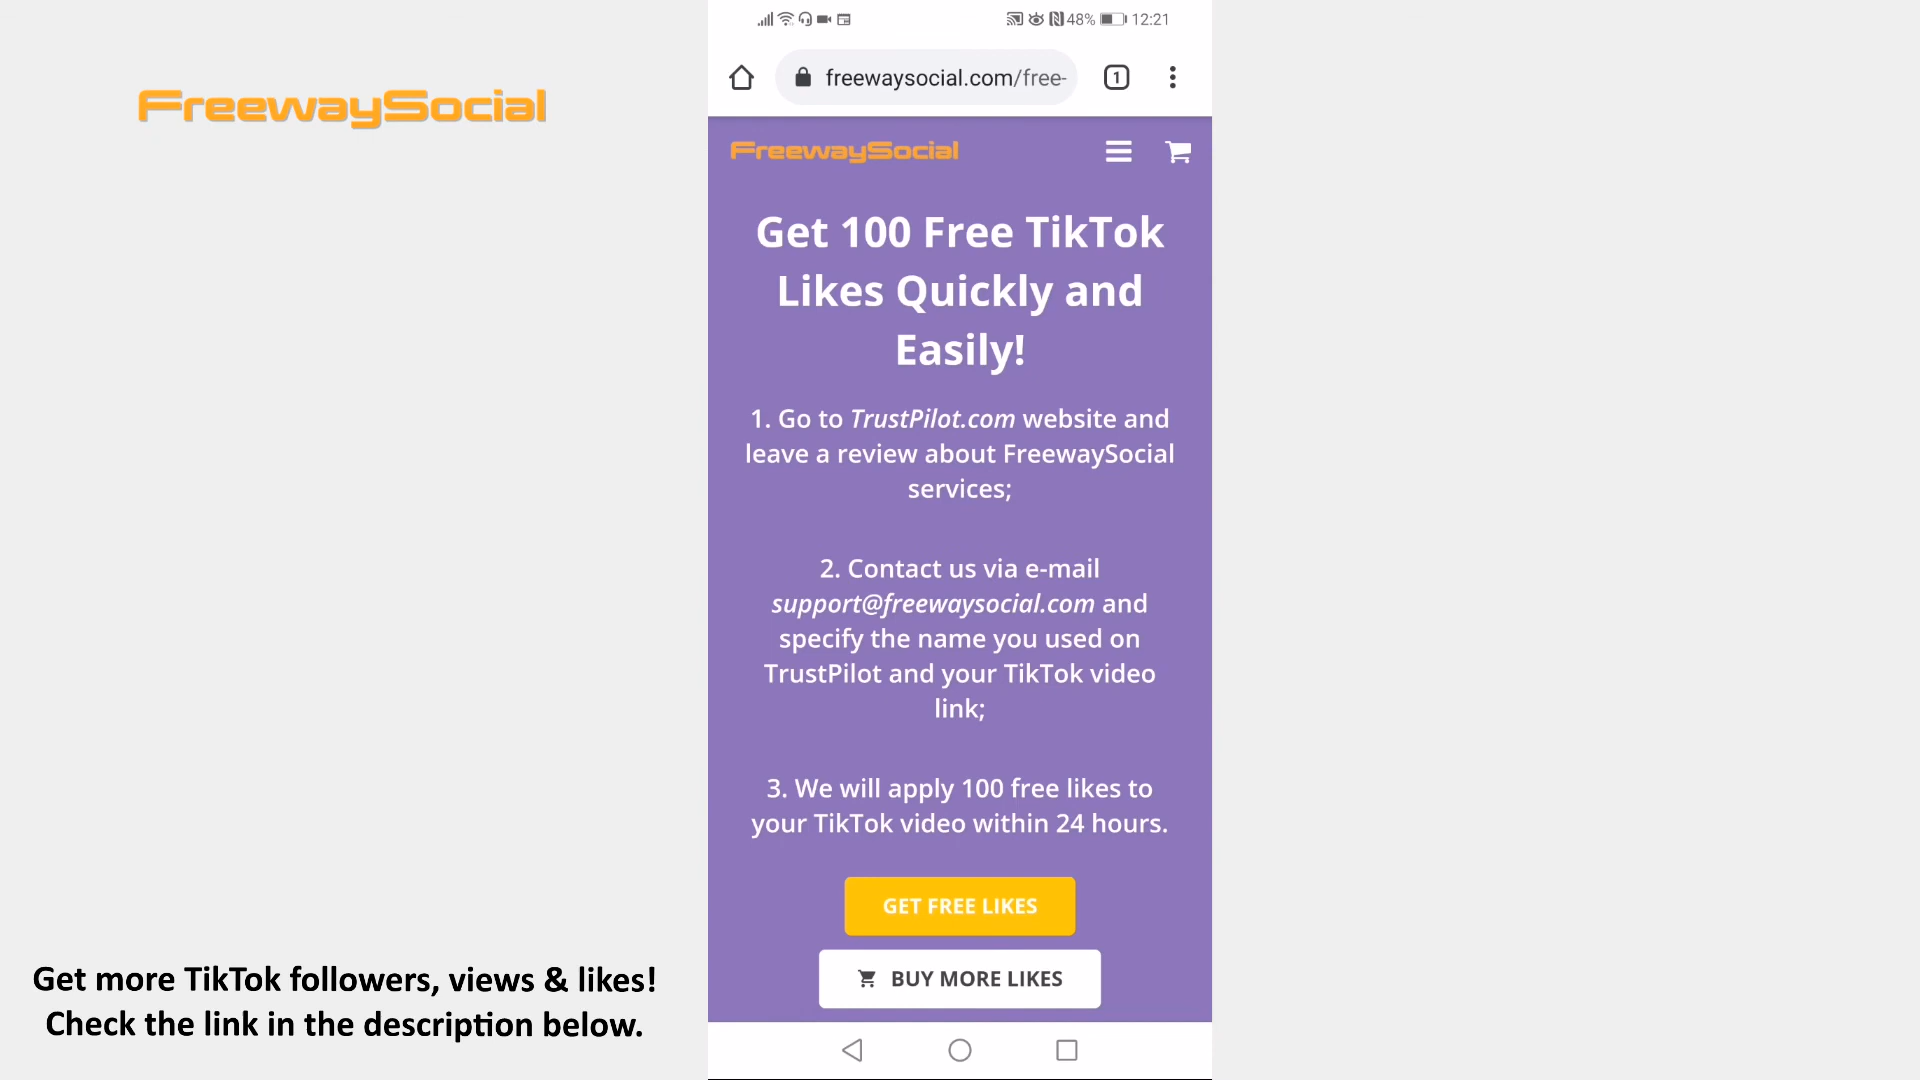 FreewaySocial
48% 12:21
freewaysocial.com/free-
1
FreewaySocial
Get 100 Free TikTok
Likes Quickly and
Easily!
1. Go to TrustPilot.com website and
leave a review about FreewaySocial
services;
2. Contact us via e-mail
support@freewaysocial.com and
specify the name you used on
TrustPilot and your TikTok video
link;
3. We will apply 100 free likes to
your TikTok video within 24 hours.
GET FREE LIKES
BUY MORE LIKES
Get more TikTok followers, views & likes!
Check the link in the description below.